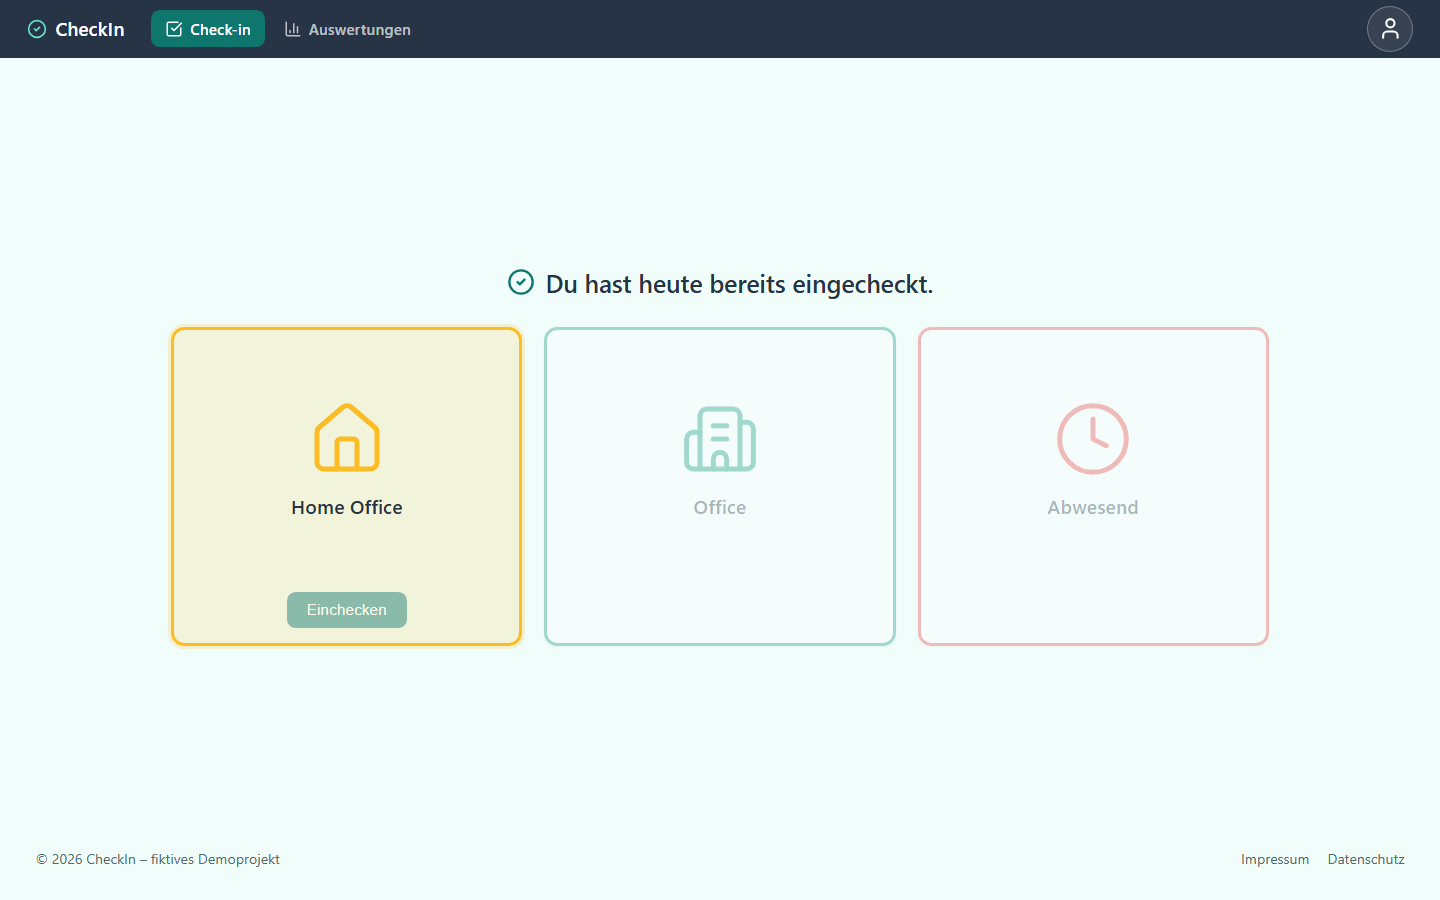 CheckIn
Check-in
Auswertungen
Du hast heute bereits eingecheckt.
Home Office
Office
Abwesend
Einchecken
© 2026 CheckIn – fiktives Demoprojekt
Impressum
Datenschutz